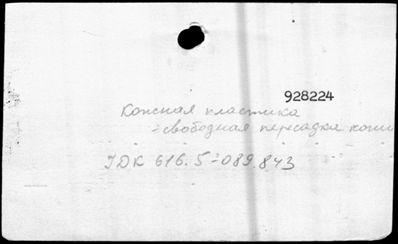 928224
Кожная пластика
- свободная пересадка кожи
УДК 616.5-089.843